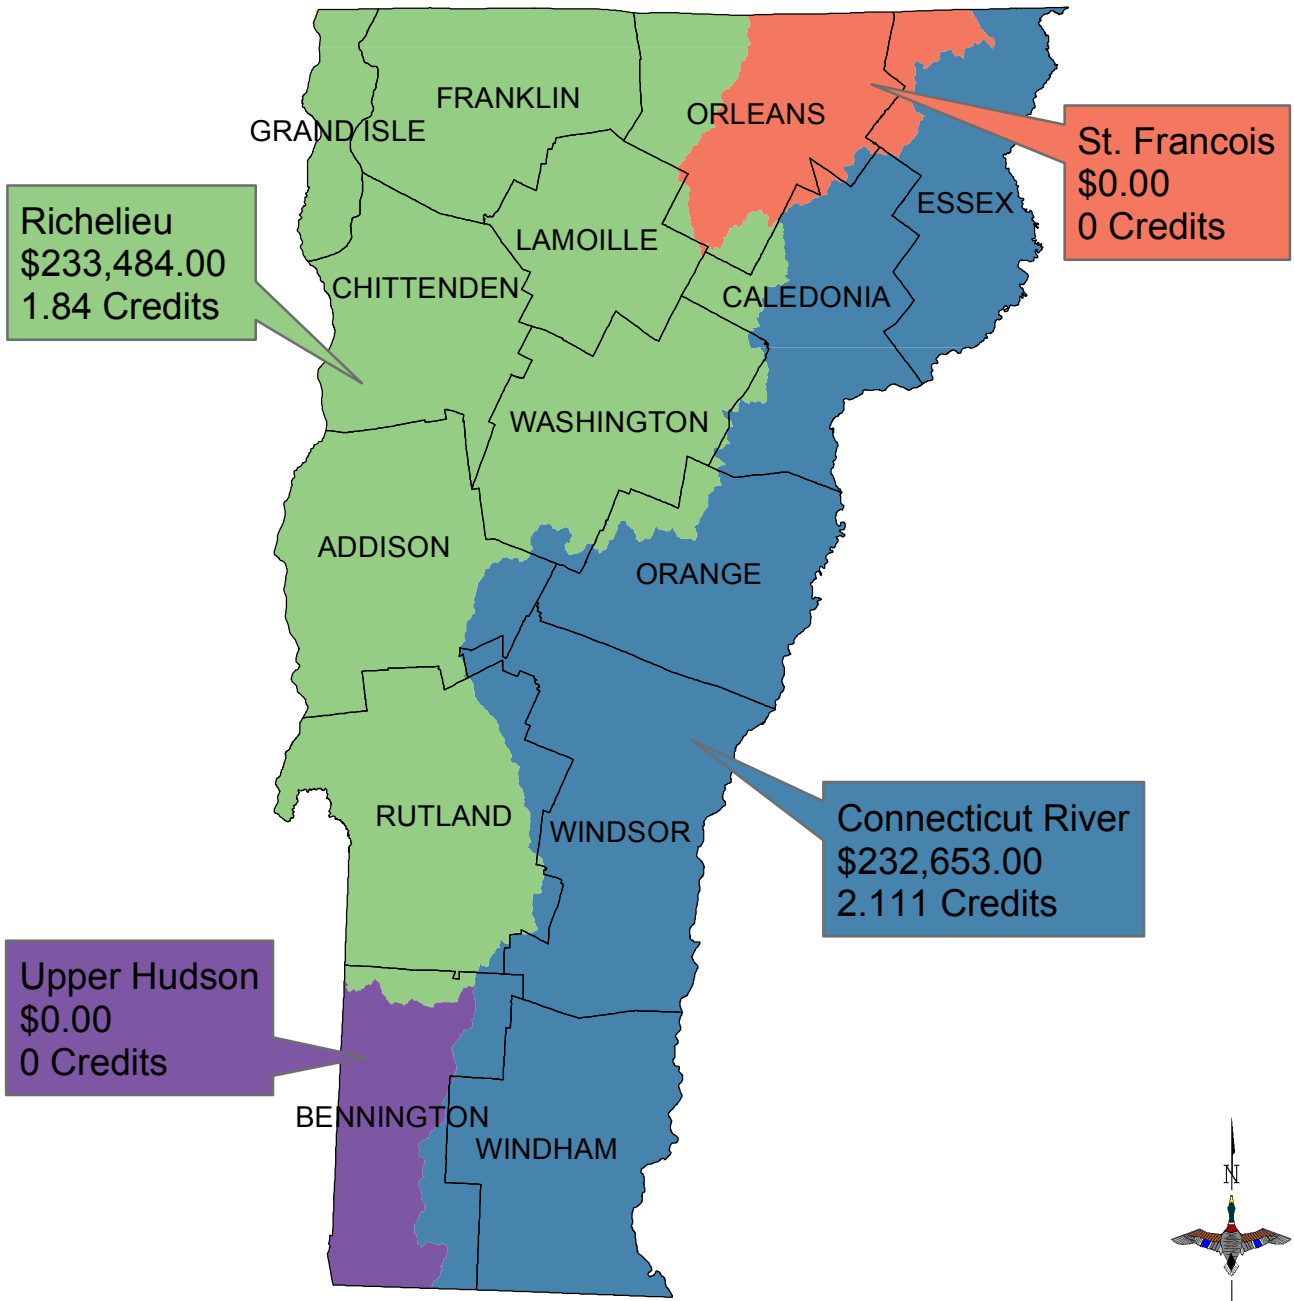 FRANKLIN
GRAND ISLE
ORLEANS
St. Francois
$0.00
0 Credits
ESSEX
Richelieu
$233,484.00
1.84 Credits
LAMOILLE
CHITTENDEN
CALEDONIA
WASHINGTON
ADDISON
ORANGE
RUTLAND
WINDSOR
Connecticut River
$232,653.00
2.111 Credits
Upper Hudson
$0.00
0 Credits
BENNINGTON
WINDHAM
N